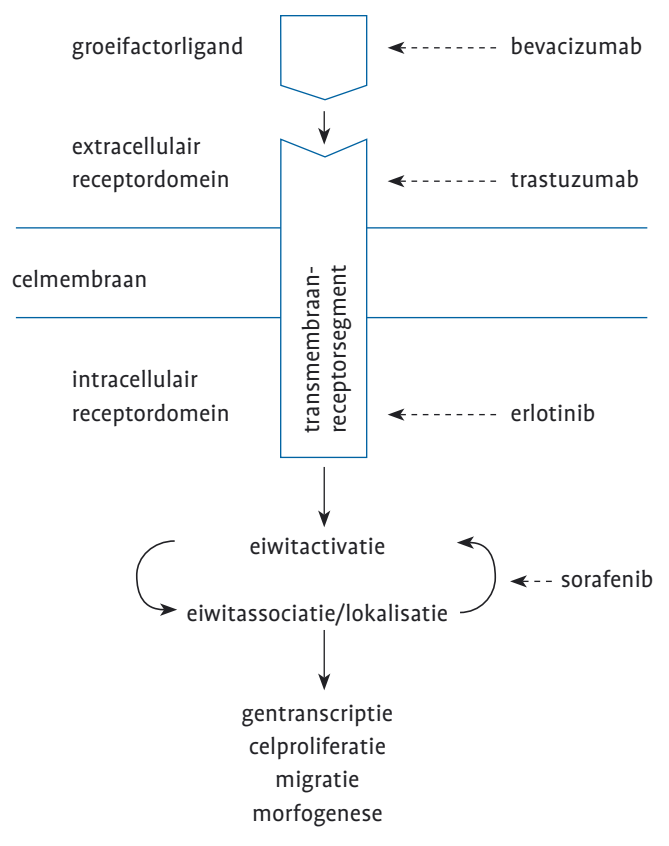 groeifactorligand
bevacizumab
extracellulair
receptordomein
trastuzumab
celmembraan
transmembraan-
receptorsegment
intracellulair
receptordomein
erlotinib
eiwitactivatie
sorafenib
eiwitassociatie/lokalisatie
gentranscriptie
celproliferatie
migratie
morfogenese